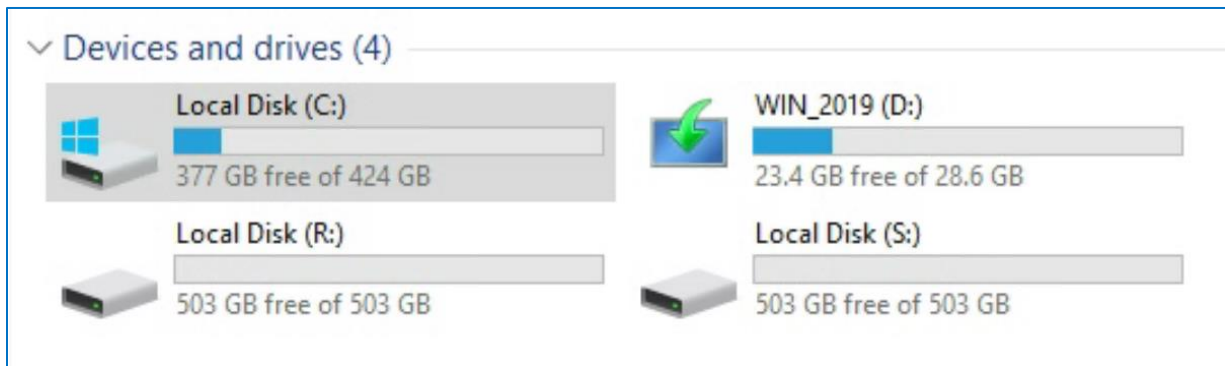 Devices and drives (4)
Local Disk (C:)
377 GB free of 424 GB
WIN_2019 (D:)
23.4 GB free of 28.6 GB
Local Disk (R:)
503 GB free of 503 GB
Local Disk (S:)
503 GB free of 503 GB